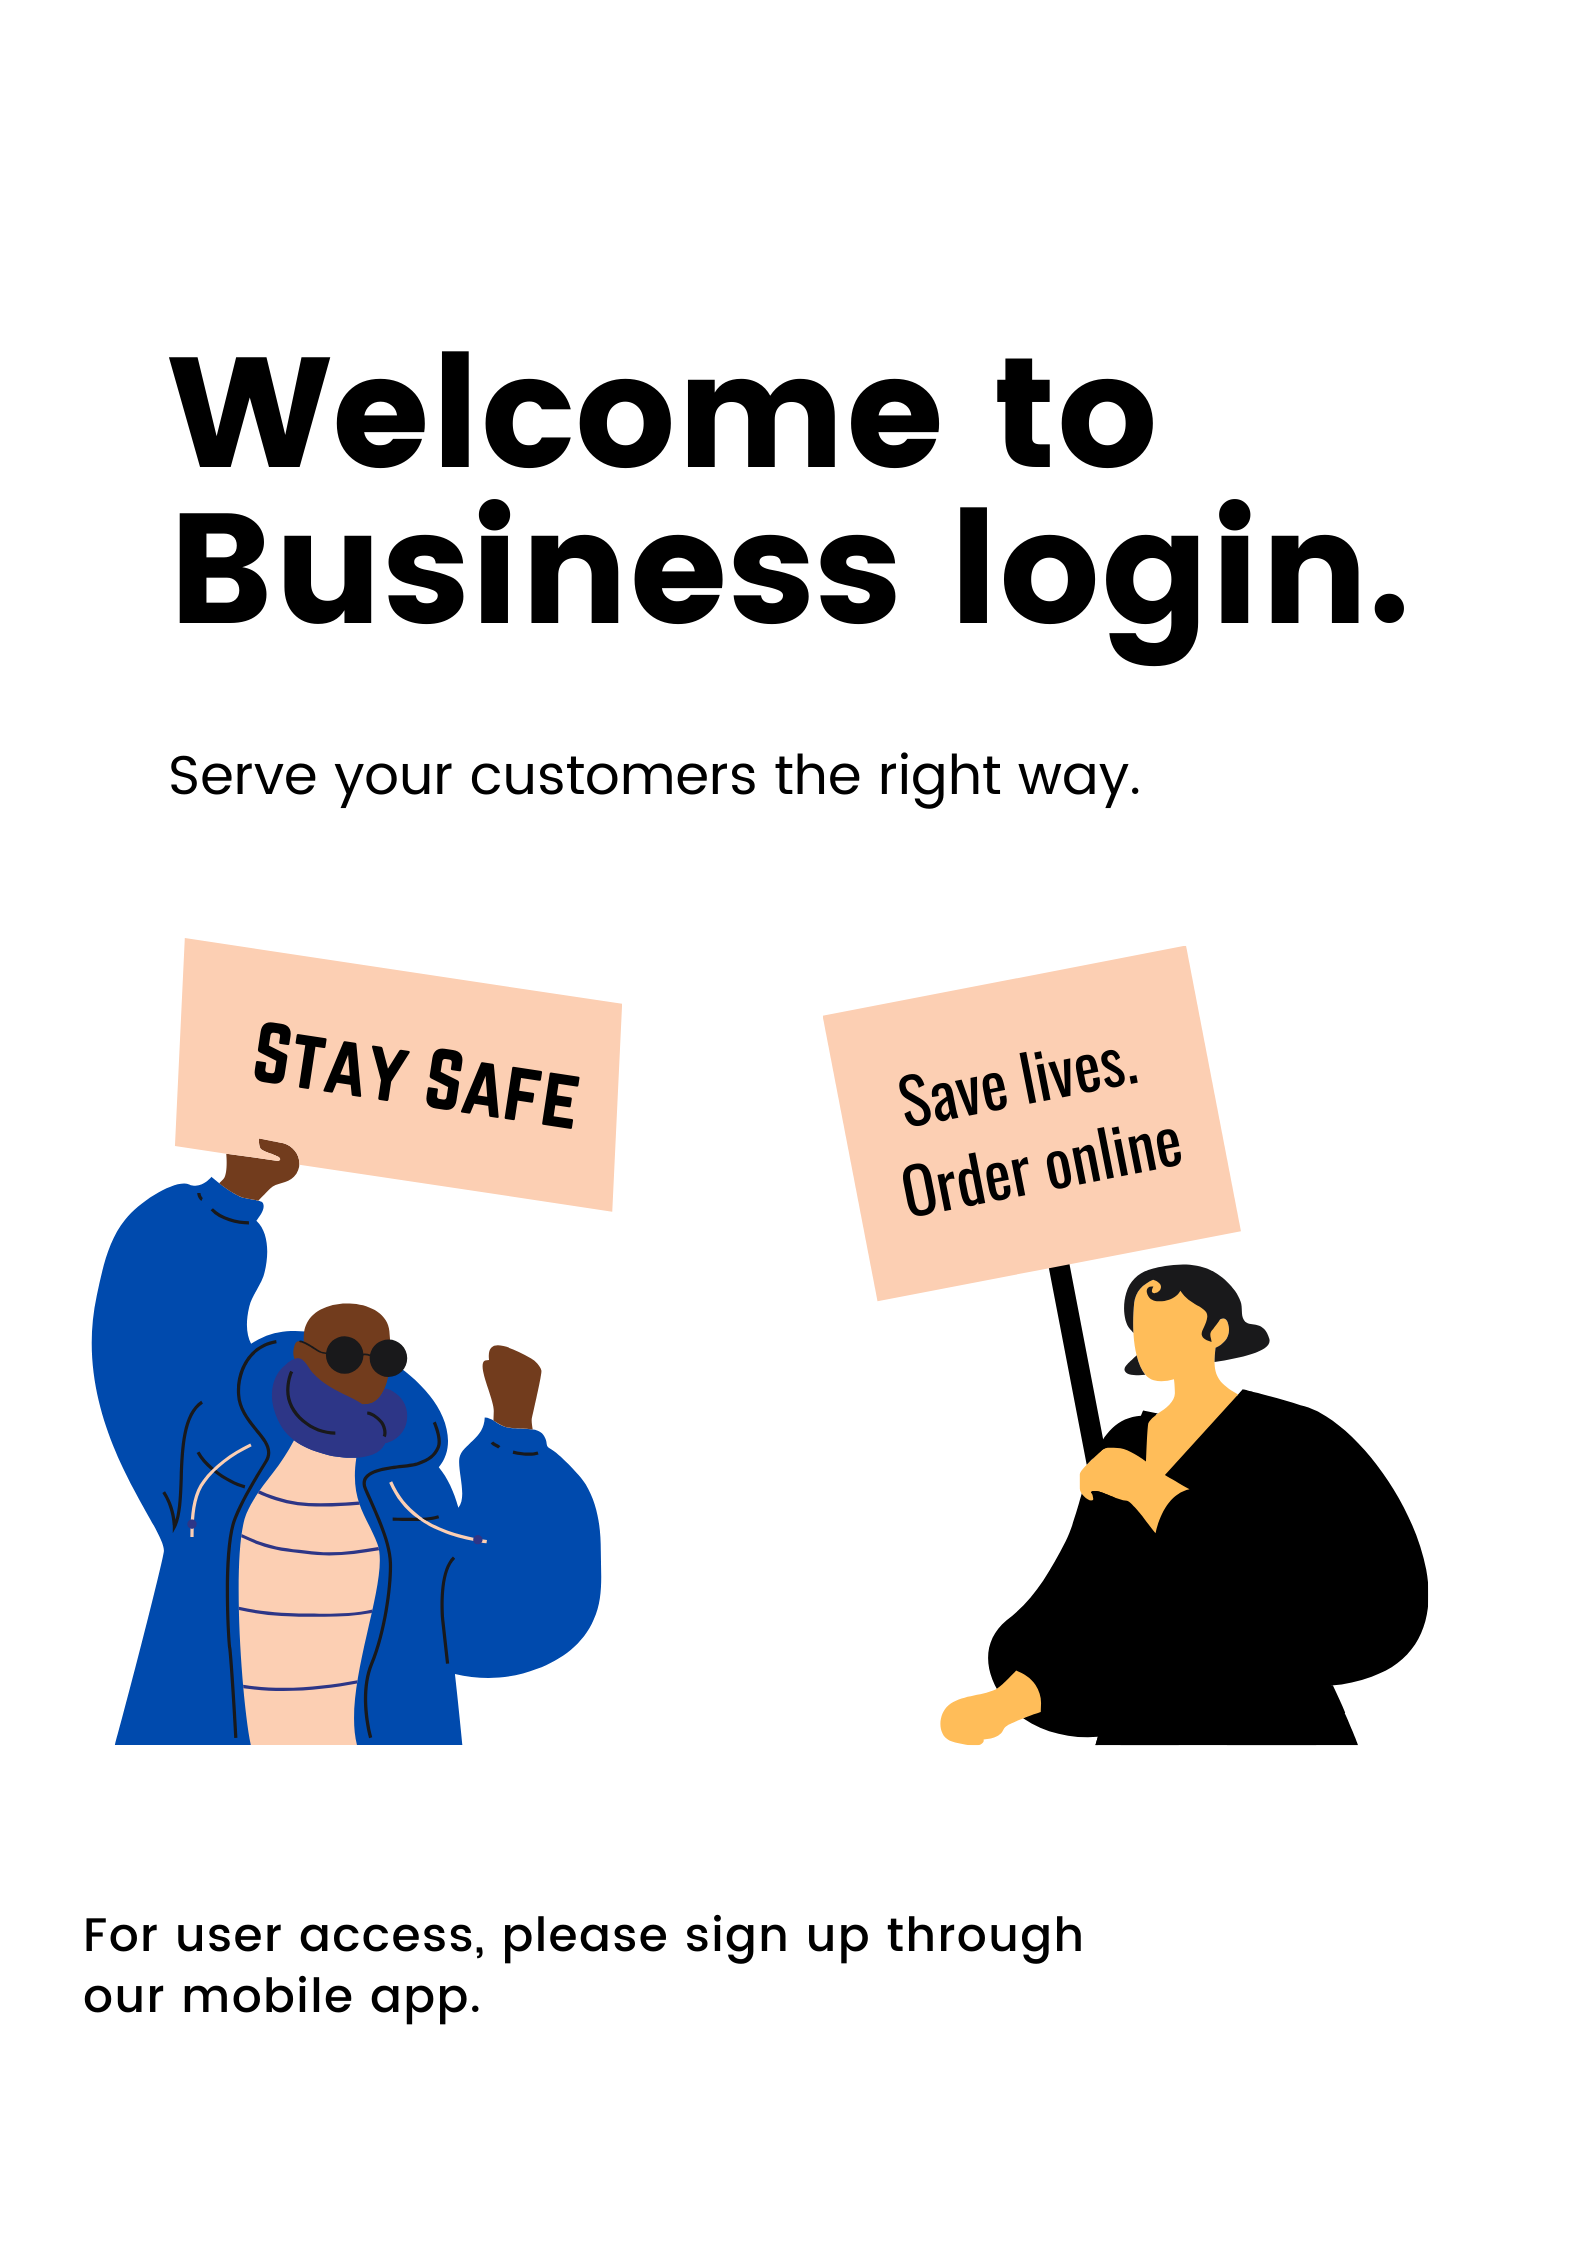 Welcome to
Business login.
Serve your customers the right way.
STAY SAFE
Save lives.
Order online
For user access, please sign up through
our mobile app.